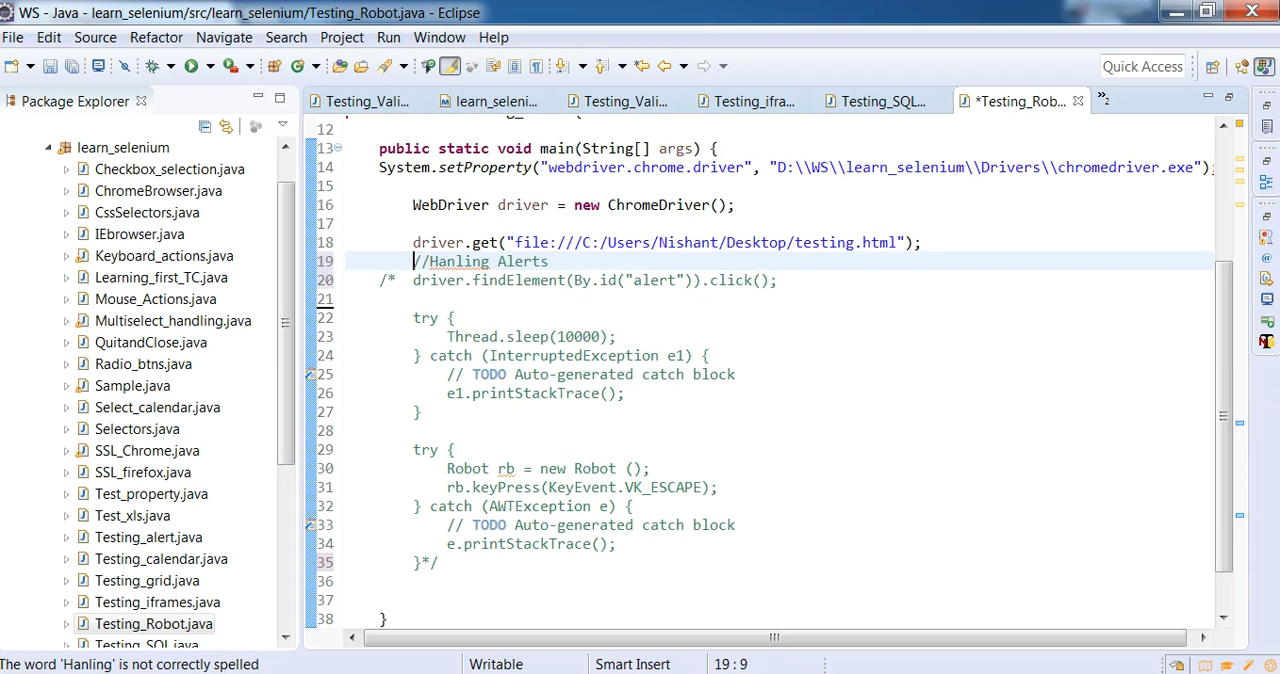 WS - Java - learn_selenium/src/learn_selenium/Testing_Robot.java - Eclipse
File Edit Source Refactor Navigate Search Project Run Window Help
Quick Access
Package Explorer
Testing_Vali... learn_seleni... Testing_Vali... Testing_ifra... Testing_SQL... *Testing_Rob... »2
learn_selenium
Checkbox_selection.java
ChromeBrowser.java
CssSelectors.java
IEbrowser.java
Keyboard_actions.java
Learning_first_TC.java
Mouse_Actions.java
Multiselect_handling.java
QuitandClose.java
Radio_btns.java
Sample.java
Select_calendar.java
Selectors.java
SSL_Chrome.java
SSL_firefox.java
Test_property.java
Test_xls.java
Testing_alert.java
Testing_calendar.java
Testing_grid.java
Testing_iframes.java
Testing_Robot.java
Testing_SQL.java
12
13 public static void main(String[] args) {
14 System.setProperty("webdriver.chrome.driver", "D:\\WS\\learn_selenium\\Drivers\\chromedriver.exe");
15
16 WebDriver driver = new ChromeDriver();
17
18 driver.get("file:///C:/Users/Nishant/Desktop/testing.html");
19 //Hanling Alerts
20 /* driver.findElement(By.id("alert")).click();
21
22 try {
23 Thread.sleep(10000);
24 } catch (InterruptedException e1) {
25 // TODO Auto-generated catch block
26 e1.printStackTrace();
27 }
28
29 try {
30 Robot rb = new Robot ();
31 rb.keyPress(KeyEvent.VK_ESCAPE);
32 } catch (AWTException e) {
33 // TODO Auto-generated catch block
34 e.printStackTrace();
35 }*/
36
37
38 }
The word 'Hanling' is not correctly spelled Writable Smart Insert 19 : 9